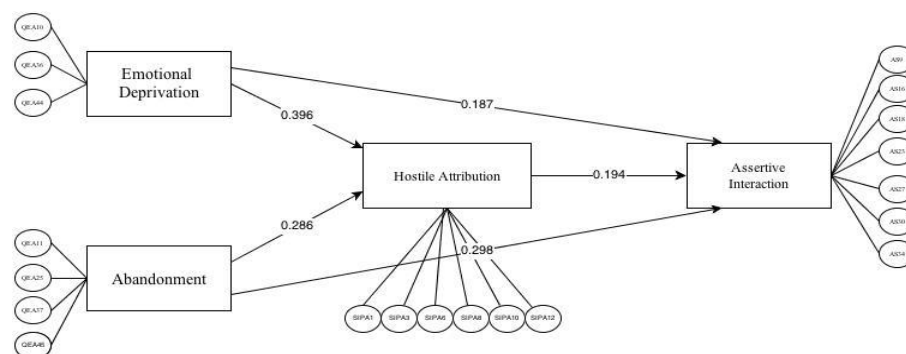 QEA10
QEA36
QEA44
Emotional
Deprivation
0.187
0.396
Hostile Attribution
0.194
Assertive
Interaction
AS9
AS16
AS18
AS23
AS27
AS30
AS34
0.286
0.298
QEA11
QEA25
QEA37
QEA46
Abandonment
SIPA1
SIPA3
SIPA6
SIPA8
SIPA10
SIPA12